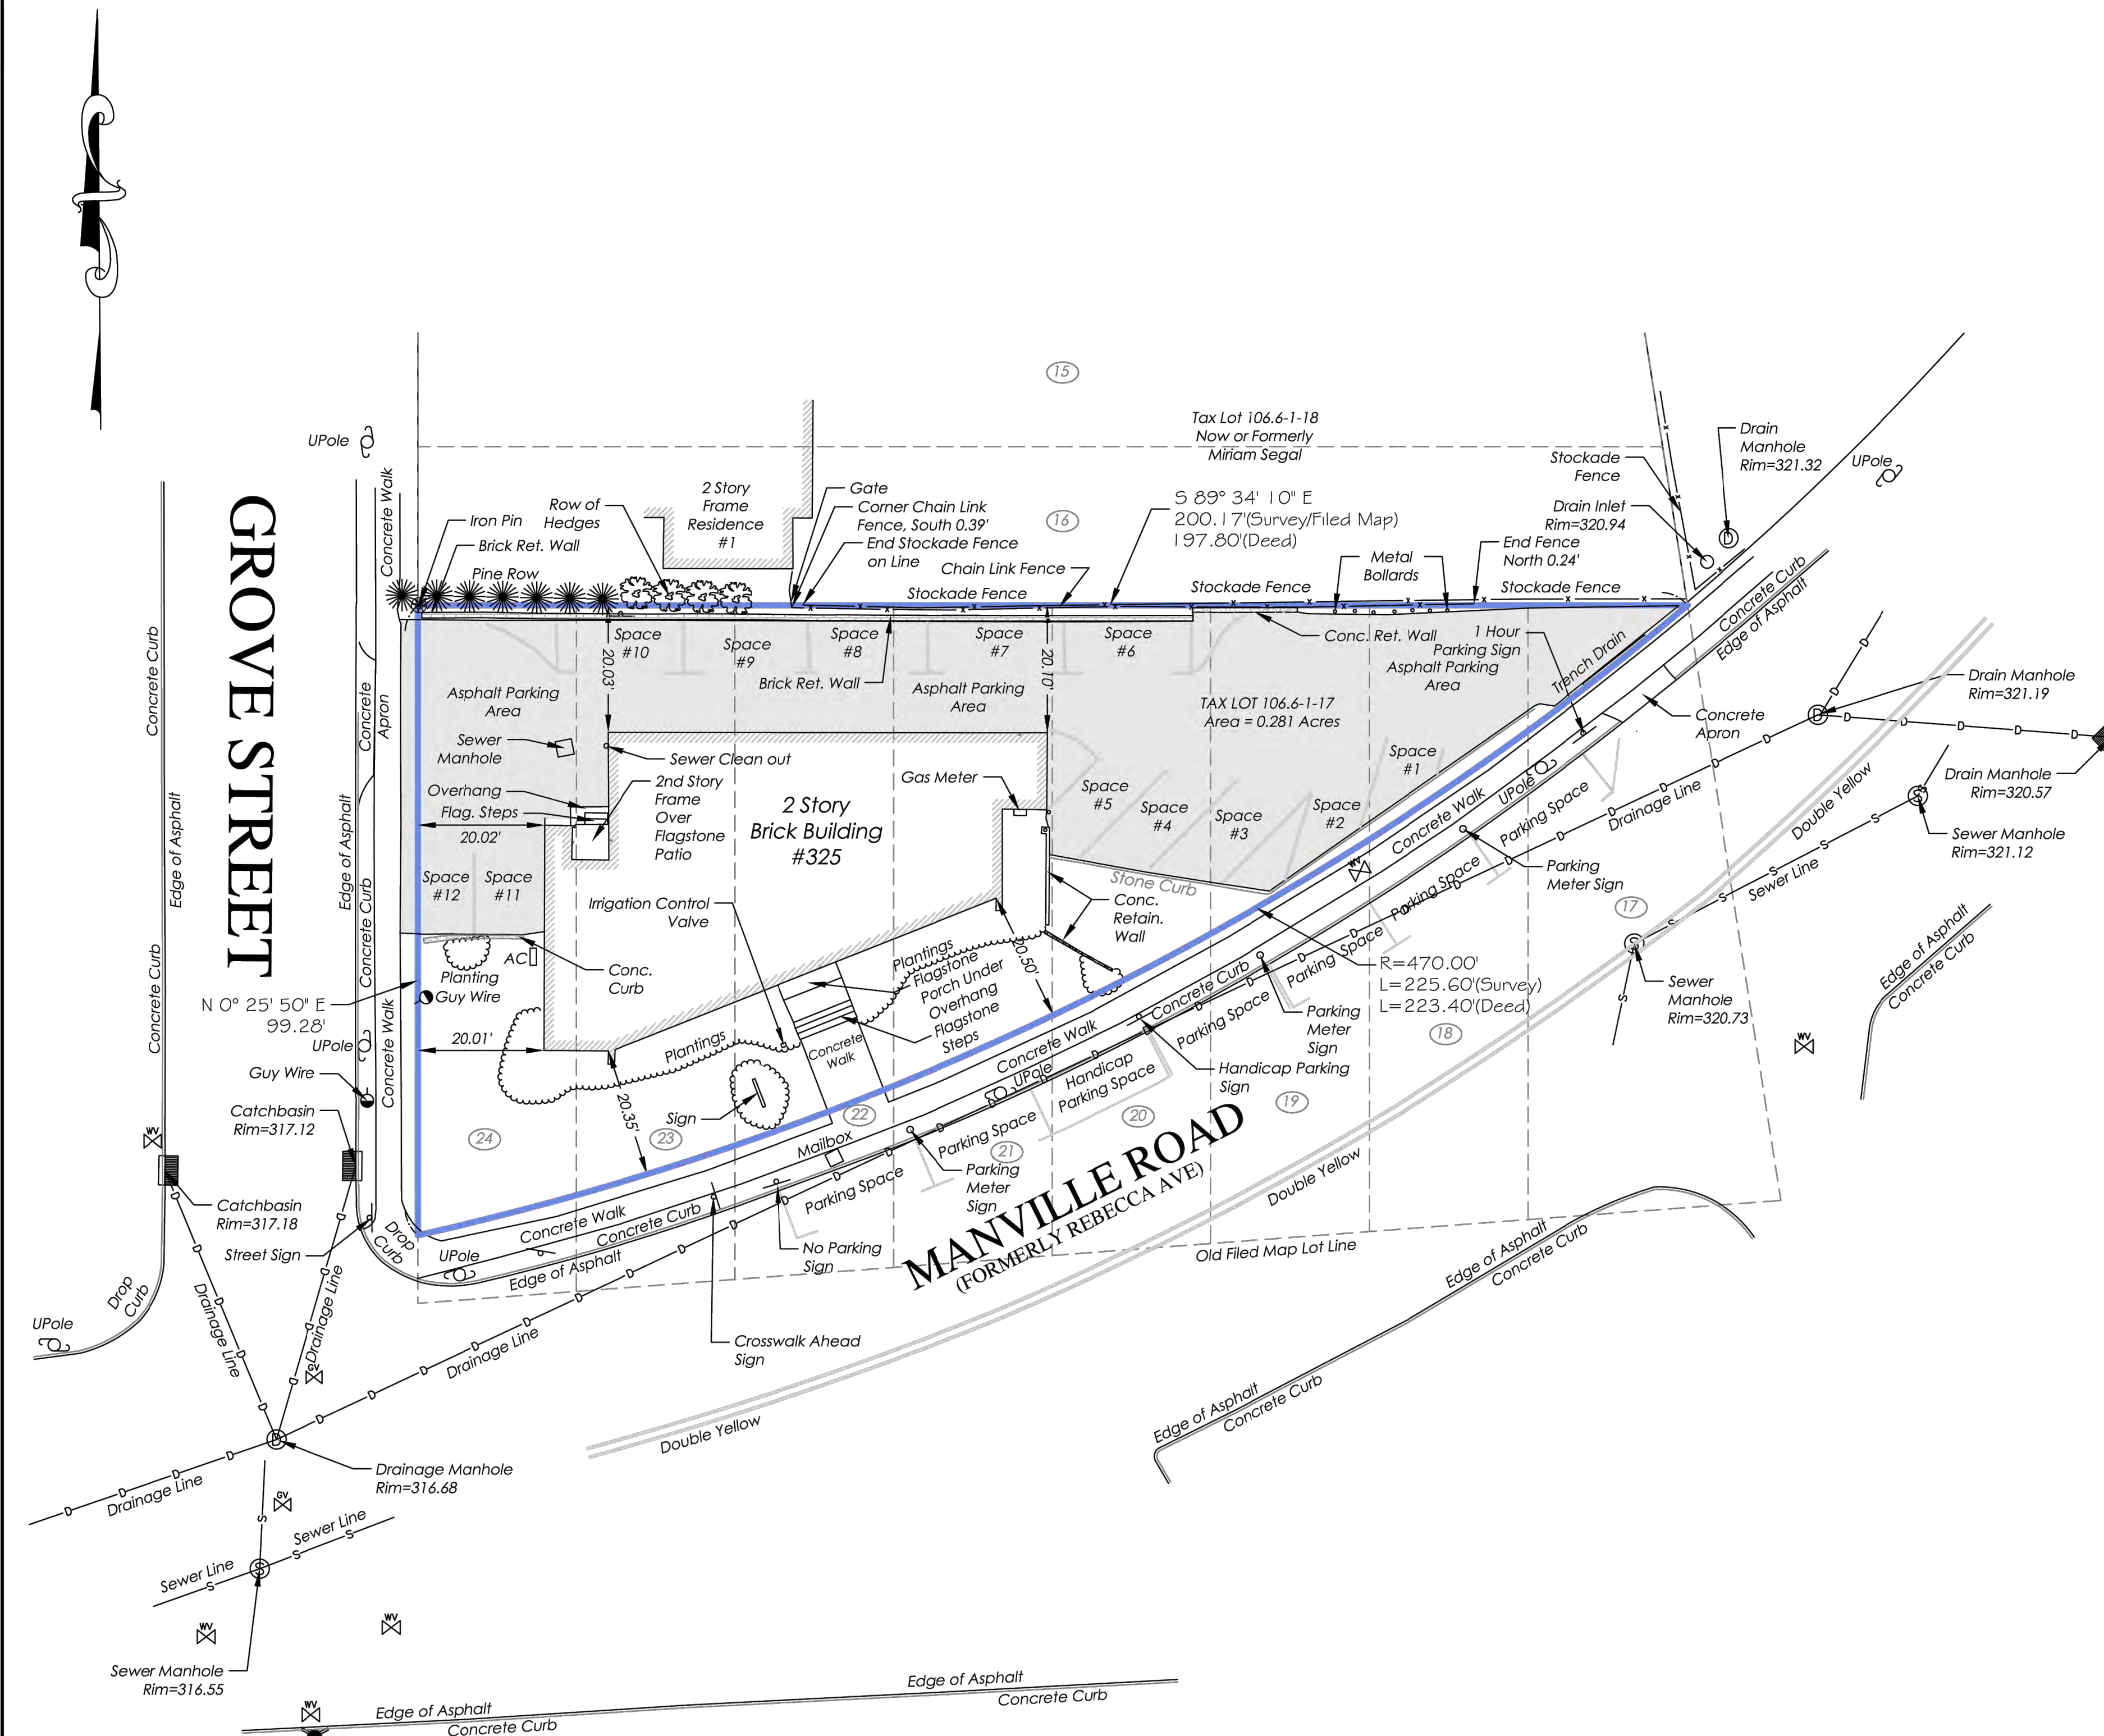 15
Tax Lot 106.6-1-18
Now or Formerly
Miriam Segal
UPole
Drain
Manhole
Rim=321.32
UPole
Stockade
Fence
Drain Inlet
Rim=320.94
GROVE STREET
Concrete Walk
Iron Pin
Row of
Hedges
Brick Ret. Wall
Pine Row
2 Story
Frame
Residence
#1
Gate
Corner Chain Link
Fence, South 0.39'
End Stockade Fence
on Line
Chain Link Fence
Stockade Fence
16
S 89° 34' 10" E
200.17'(Survey/Filed Map)
197.80'(Deed)
Metal
Bollards
End Fence
North 0.24'
Stockade Fence
Stockade Fence
Concrete Curb
Edge of Asphalt
Space
#10
Space
#9
Space
#8
Space
#7
Space
#6
Conc. Ret. Wall
1 Hour
Parking Sign
Asphalt Parking
Area
Trench Drain
20.03'
20.10'
Brick Ret. Wall
Asphalt Parking
Area
Asphalt Parking
Area
TAX LOT 106.6-1-17
Area = 0.281 Acres
Concrete Curb
Edge of Asphalt
Concrete
Apron
Edge of Asphalt
Concrete Curb
Sewer
Manhole
Sewer Clean out
Overhang
Flag. Steps
20.02'
2nd Story
Frame
Over
Flagstone
Patio
2 Story
Brick Building
#325
Gas Meter
Space
#5
Space
#4
Space
#3
Space
#2
Space
#1
Concrete
Apron
Drain Manhole
Rim=321.19
Drain Manhole
Rim=320.57
Sewer Manhole
Rim=321.12
Double Yellow
Drainage Line
Sewer Line
Parking Space
UPole
Concrete Walk
WV
Parking
Meter Sign
Parking Space
Parking Space
Space
#12
Space
#11
Irrigation Control
Valve
Stone Curb
Conc.
Retain.
Wall
17
Concrete Curb
AC
Planting
Guy Wire
Conc.
Curb
N 0° 25' 50" E
99.28'
UPole
20.01'
Concrete Walk
Plantings
Flagstone
Porch Under
Overhang
Flagstone
Steps
20.50'
R=470.00'
L=225.60'(Survey)
L=223.40'(Deed)
Sewer
Manhole
Rim=320.73
Edge of Asphalt
Concrete Curb
WV
Plantings
Concrete
Walk
Concrete Walk
Concrete Curb
Parking Space
Parking
Meter
Sign
18
Guy Wire
Catchbasin
Rim=317.12
WV
Sign
20.35'
24
23
22
UPole
Handicap
Parking Space
Handicap Parking
Sign
20
19
Mailbox
Parking Space
21
Parking
Meter
Sign
Parking Space
MANVILLE ROAD
(FORMERLY REBECCA AVE)
Double Yellow
Catchbasin
Rim=317.18
Street Sign
Drop
Curb
Concrete Walk
Concrete Curb
UPole
Edge of Asphalt
No Parking
Sign
Old Filed Map Lot Line
Edge of Asphalt
Concrete Curb
Drop
Curb
UPole
Drainage Line
Drainage Line
GV
Drainage Line
Crosswalk Ahead
Sign
Double Yellow
Edge of Asphalt
Concrete Curb
Drainage Line
Drainage Manhole
Rim=316.68
GV
Sewer Line
Sewer Line
WV
WV
Sewer Manhole
Rim=316.55
WV
Edge of Asphalt
Concrete Curb
Edge of Asphalt
Concrete Curb